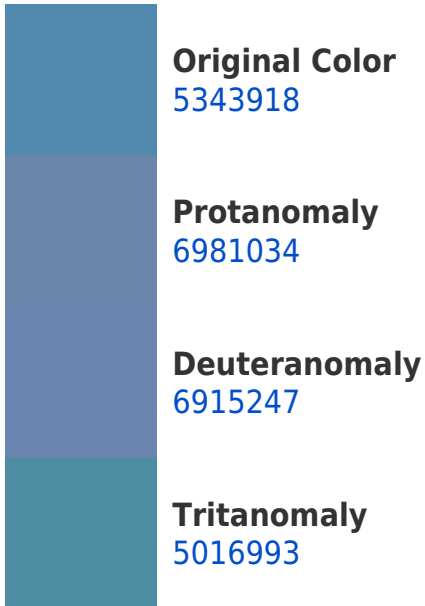 Original Color
5343918
Protanomaly
6981034
Deuteranomaly
6915247
Tritanomaly
5016993